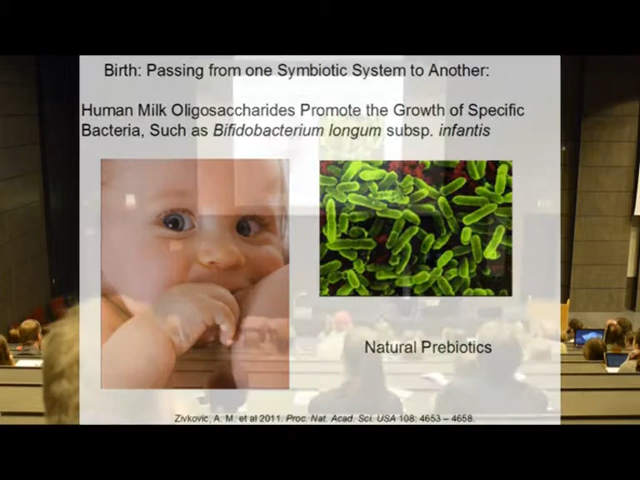 Birth: Passing from one Symbiotic System to Another:
Human Milk Oligosaccharides Promote the Growth of Specific
Bacteria, Such as Bifidobacterium longum subsp. infantis
Natural Prebiotics
Zivkovic, A. M. et al 2011. Proc. Nat. Acad. Sci. USA 108: 4653 – 4658.